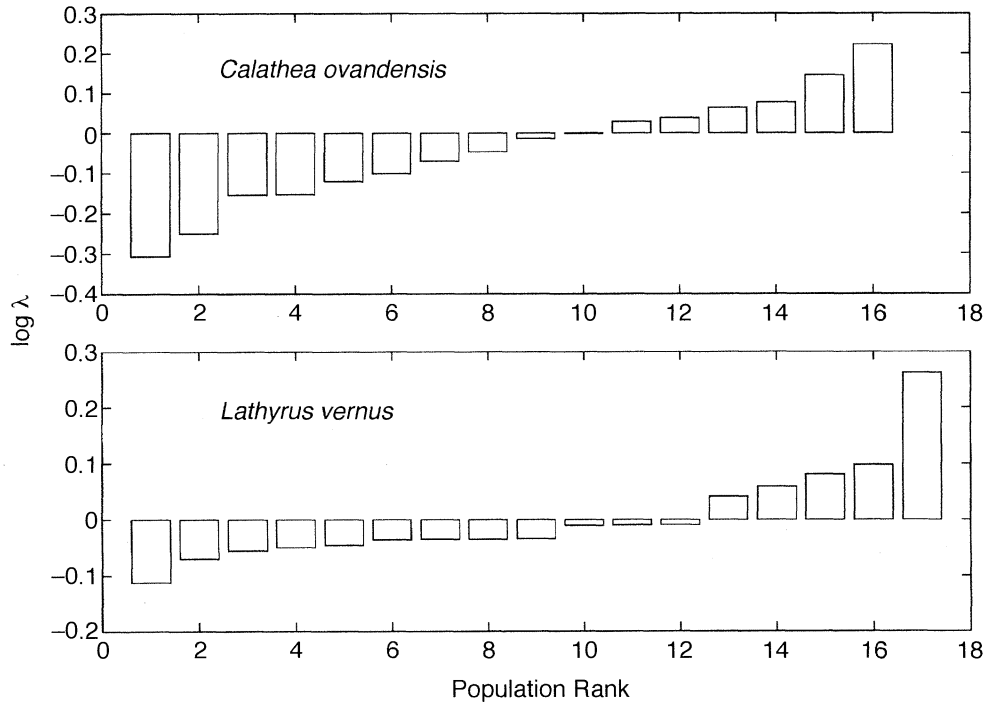 0.3
0.2
0.1
0
−0.1
−0.2
−0.3
−0.4
Calathea ovandensis
0 2 4 6 8 10 12 14 16 18
log λ
0.3
0.2
0.1
0
−0.1
−0.2
Lathyrus vernus
0 2 4 6 8 10 12 14 16 18
Population Rank